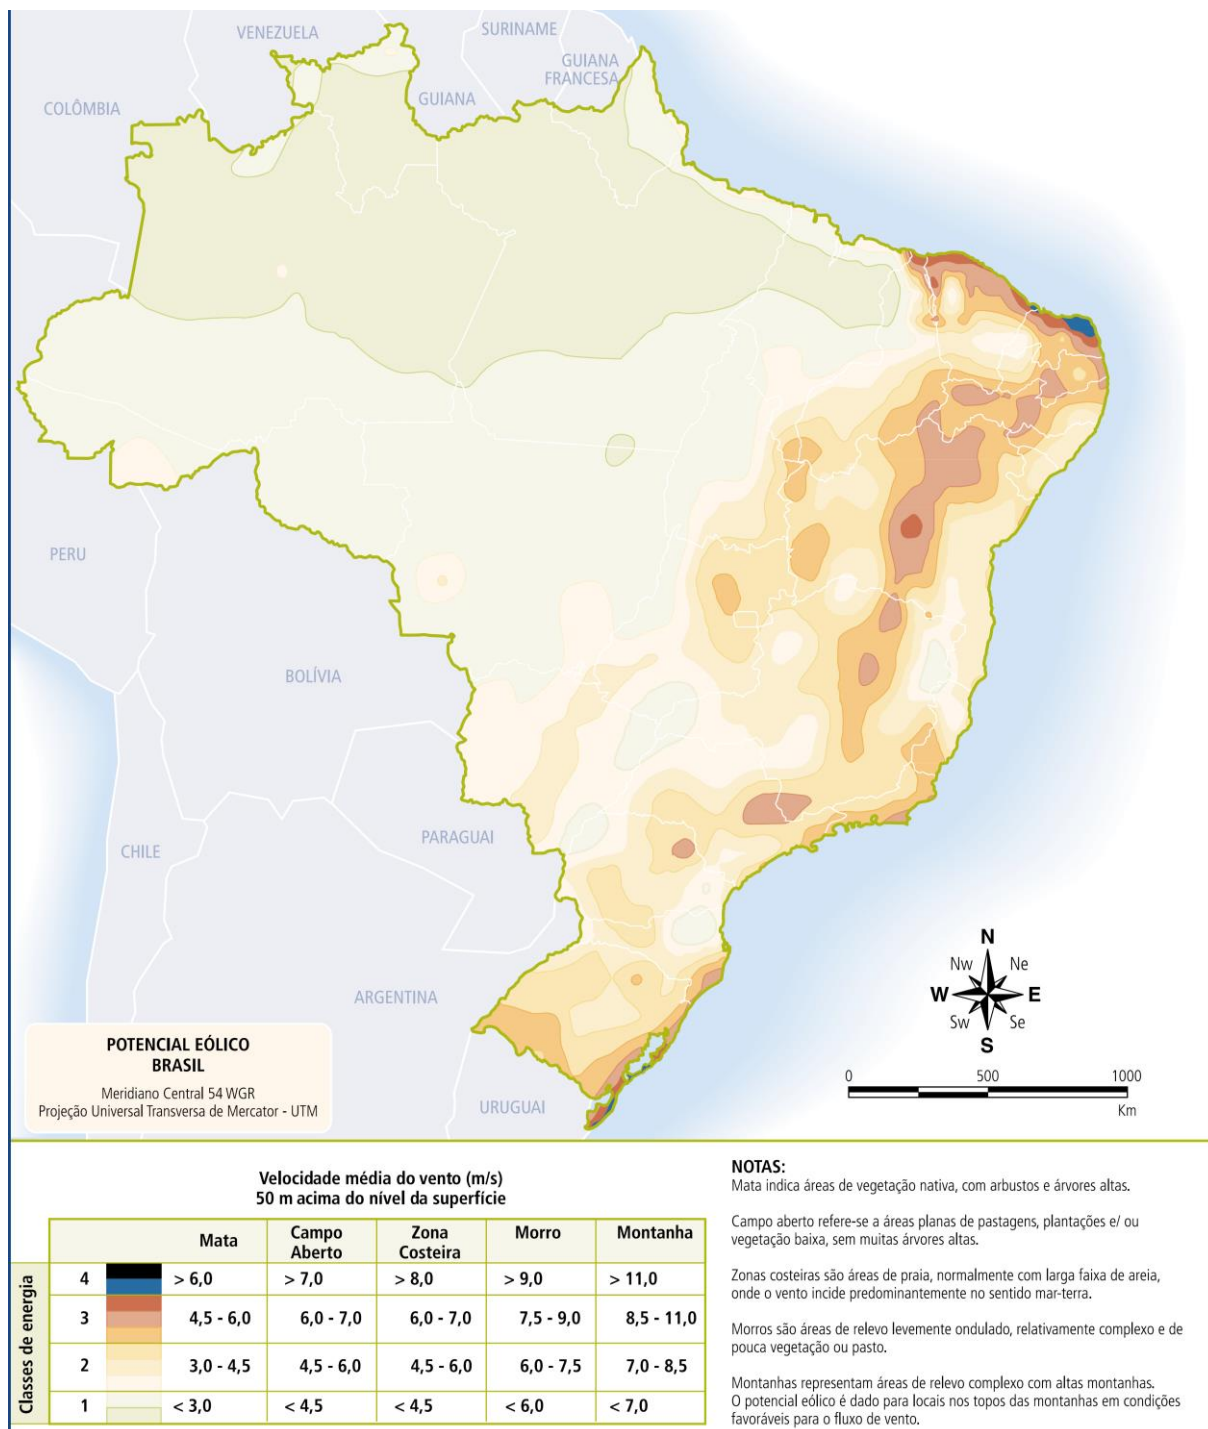 VENEZUELA
SURINAME
GUIANA
FRANCESA
COLÔMBIA
GUIANA
PERU
BOLÍVIA
PARAGUAI
CHILE
ARGENTINA
URUGUAI
N
Nw
Ne
W
E
Sw
Se
S
0
500
1000
Km
POTENCIAL EÓLICO
BRASIL
Meridiano Central 54 WGR
Projeção Universal Transversa de Mercator - UTM
Velocidade média do vento (m/s)
50 m acima do nível da superfície
Mata
Campo
Aberto
Zona
Costeira
Morro
Montanha
Classes de energia
4 > 6,0 > 7,0 > 8,0 > 9,0 > 11,0
3 4,5 - 6,0 6,0 - 7,0 6,0 - 7,0 7,5 - 9,0 8,5 - 11,0
2 3,0 - 4,5 4,5 - 6,0 4,5 - 6,0 6,0 - 7,5 7,0 - 8,5
1 < 3,0 < 4,5 < 4,5 < 6,0 < 7,0
NOTAS:
Mata indica áreas de vegetação nativa, com arbustos e árvores altas.
Campo aberto refere-se a áreas planas de pastagens, plantações e/ ou
vegetação baixa, sem muitas árvores altas.
Zonas costeiras são áreas de praia, normalmente com larga faixa de areia,
onde o vento incide predominantemente no sentido mar-terra.
Morros são áreas de relevo levemente ondulado, relativamente complexo e de
pouca vegetação ou pasto.
Montanhas representam áreas de relevo complexo com altas montanhas.
O potencial eólico é dado para locais nos topos das montanhas em condições
favoráveis para o fluxo de vento.